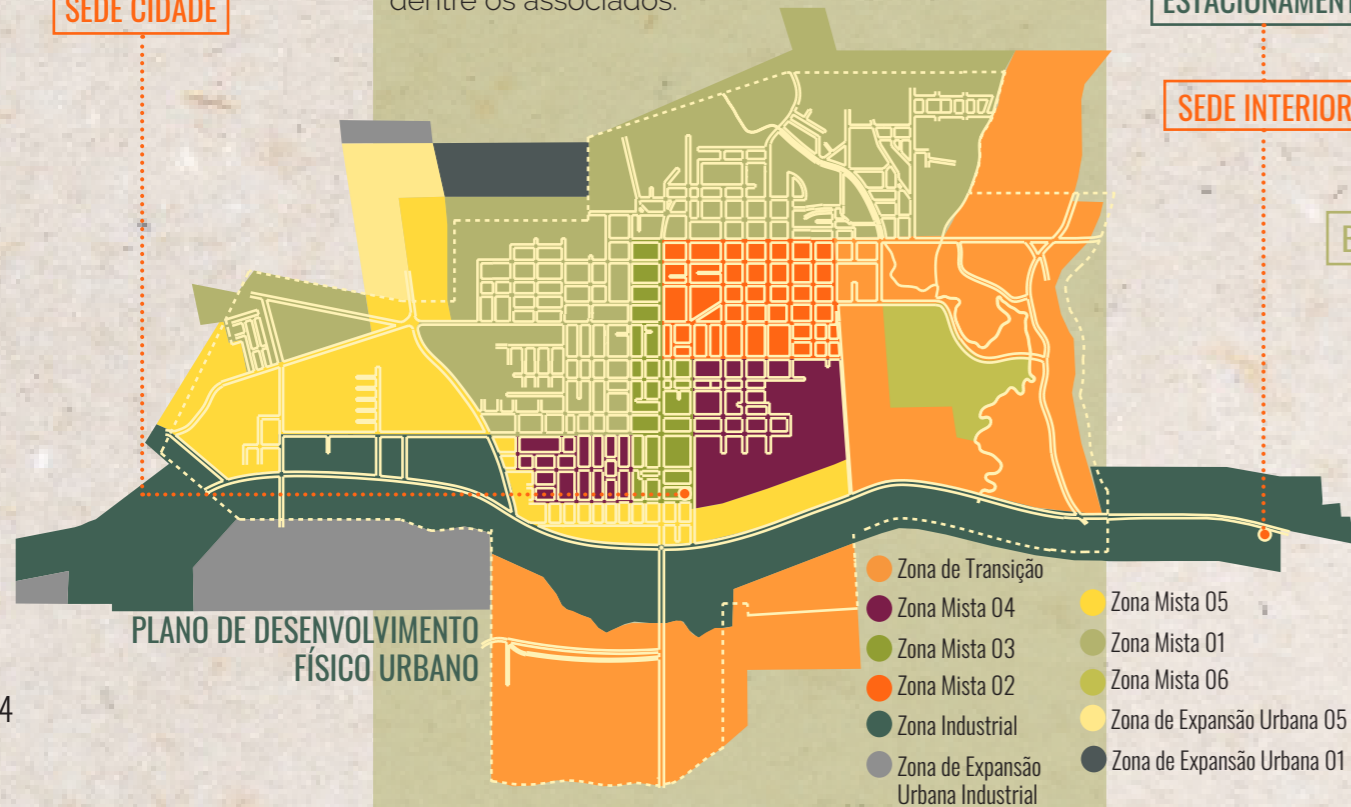 SEDE CIDADE
dentre os associados.
SEDE INTERIOR
PLANO DE DESENVOLVIMENTO
FÍSICO URBANO
4
Zona de Transição
Zona Mista 04
Zona Mista 03
Zona Mista 02
Zona Industrial
Zona de Expansão
Urbana Industrial
Zona Mista 05
Zona Mista 01
Zona Mista 06
Zona de Expansão Urbana 05
Zona de Expansão Urbana 01